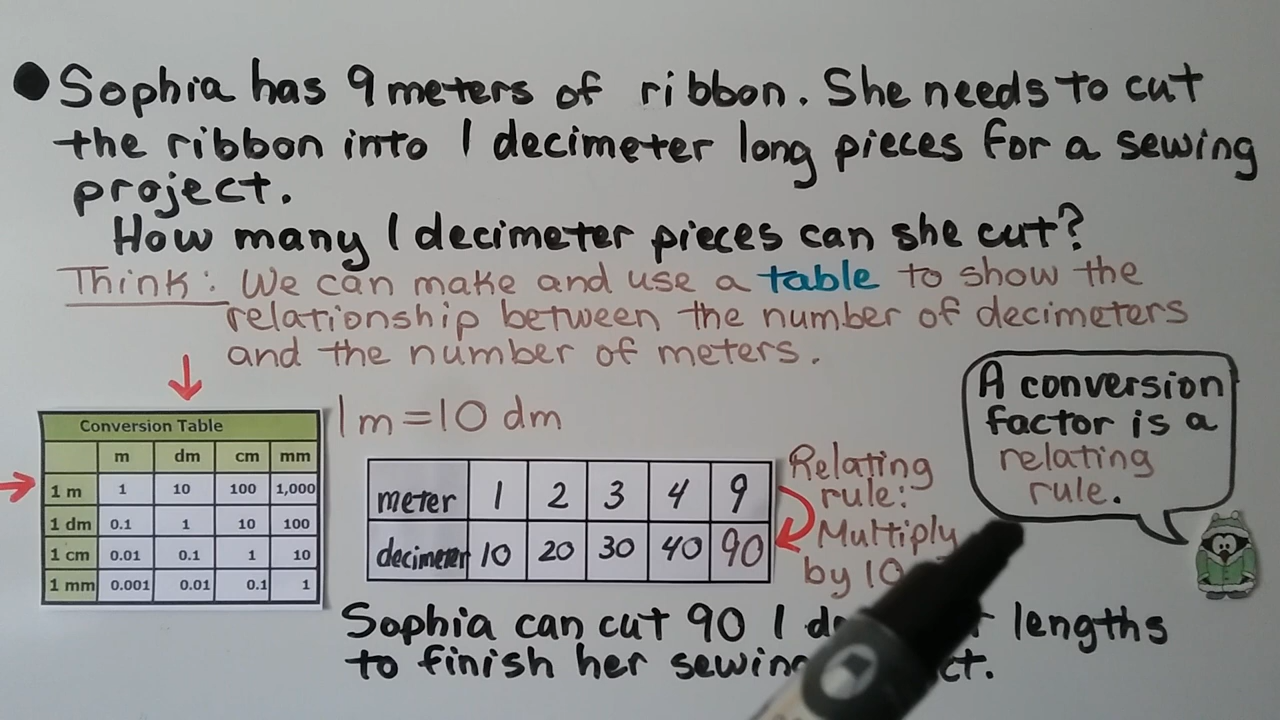 Sophia has 9 meters of ribbon. She needs to cut
the ribbon into 1 decimeter long pieces for a sewing
project.
How many 1 decimeter pieces can she cut?
Think: We can make and use a table to show the
relationship between the number of decimeters
and the number of meters.
Conversion Table
m dm cm mm
1 m 1 10 100 1,000
1 dm 0.1 1 10 100
1 cm 0.01 0.1 1 10
1 mm 0.001 0.01 0.1 1
1 m = 10 dm
meter 1 2 3 4 9
decimeter 10 20 30 40 90
Relating
rule:
Multiply
by 10
A conversion
factor is a
relating
rule.
Sophia can cut 90 1 lengths
to finish her